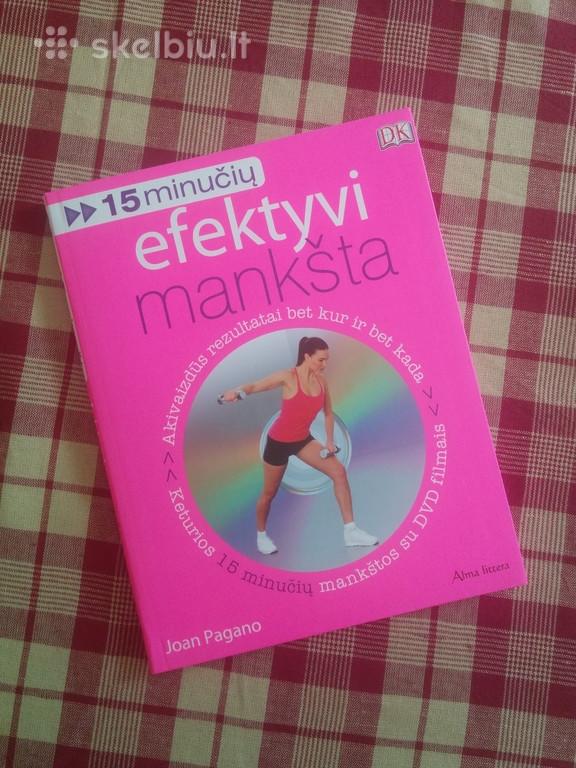 skelbiu.lt
DK
15 minučių
efektyvi
mankšta
>> Akivaizdūs rezultatai bet kur ir bet kada >>
Keturios 15 minučių mankštos su DVD filmais
Alma littera
Joan Pagano